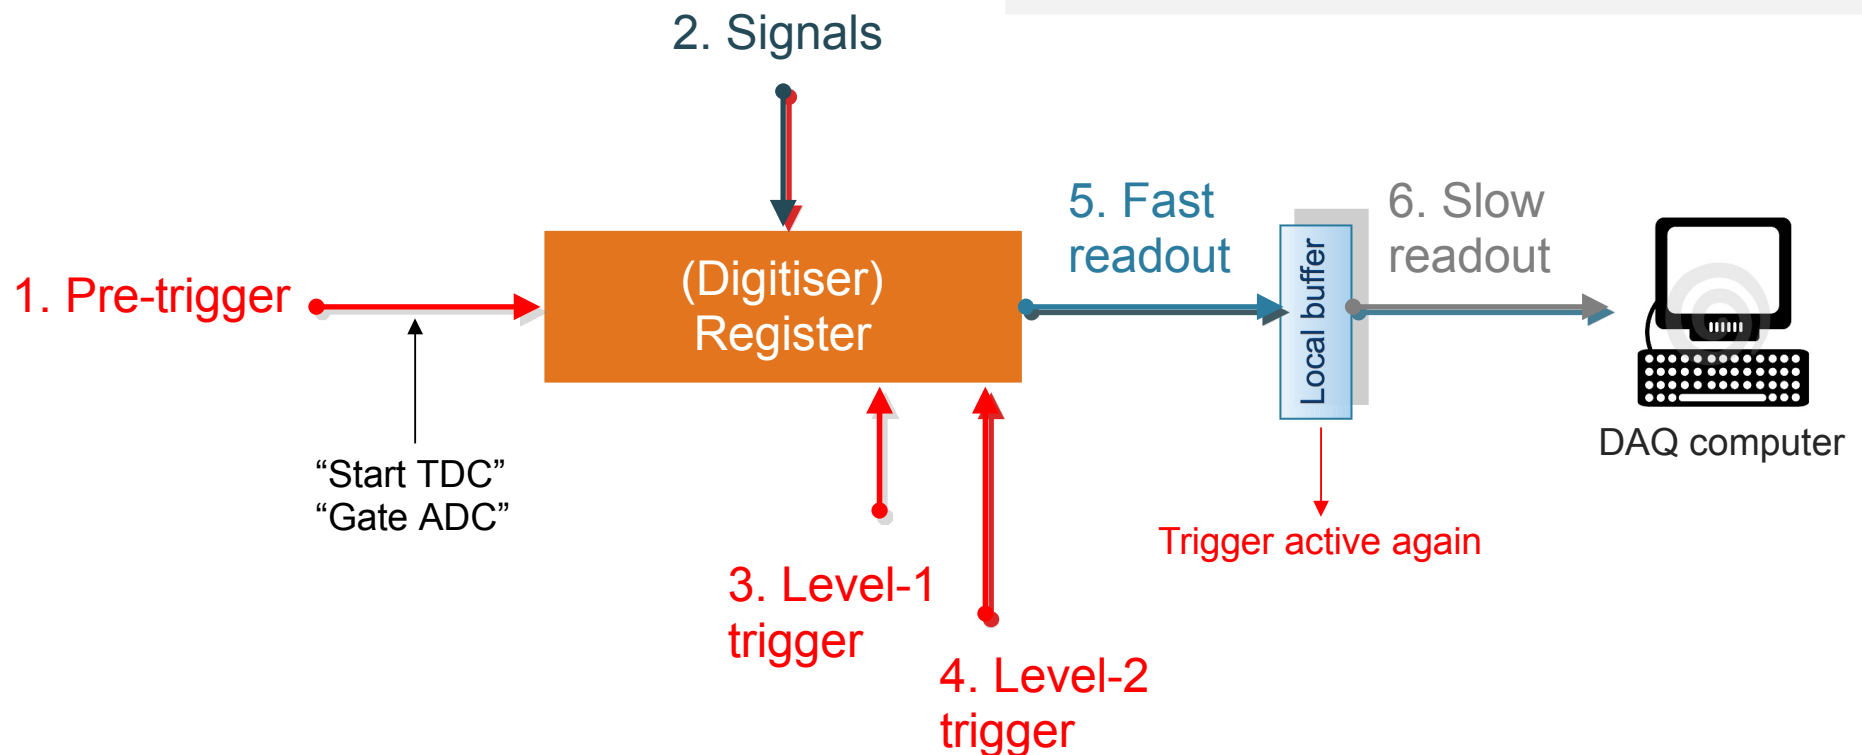 2. Signals
1. Pre-trigger
(Digitiser)
Register
“Start TDC”
“Gate ADC”
3. Level-1
trigger
4. Level-2
trigger
5. Fast
readout
Local buffer
Trigger active again
6. Slow
readout
DAQ computer